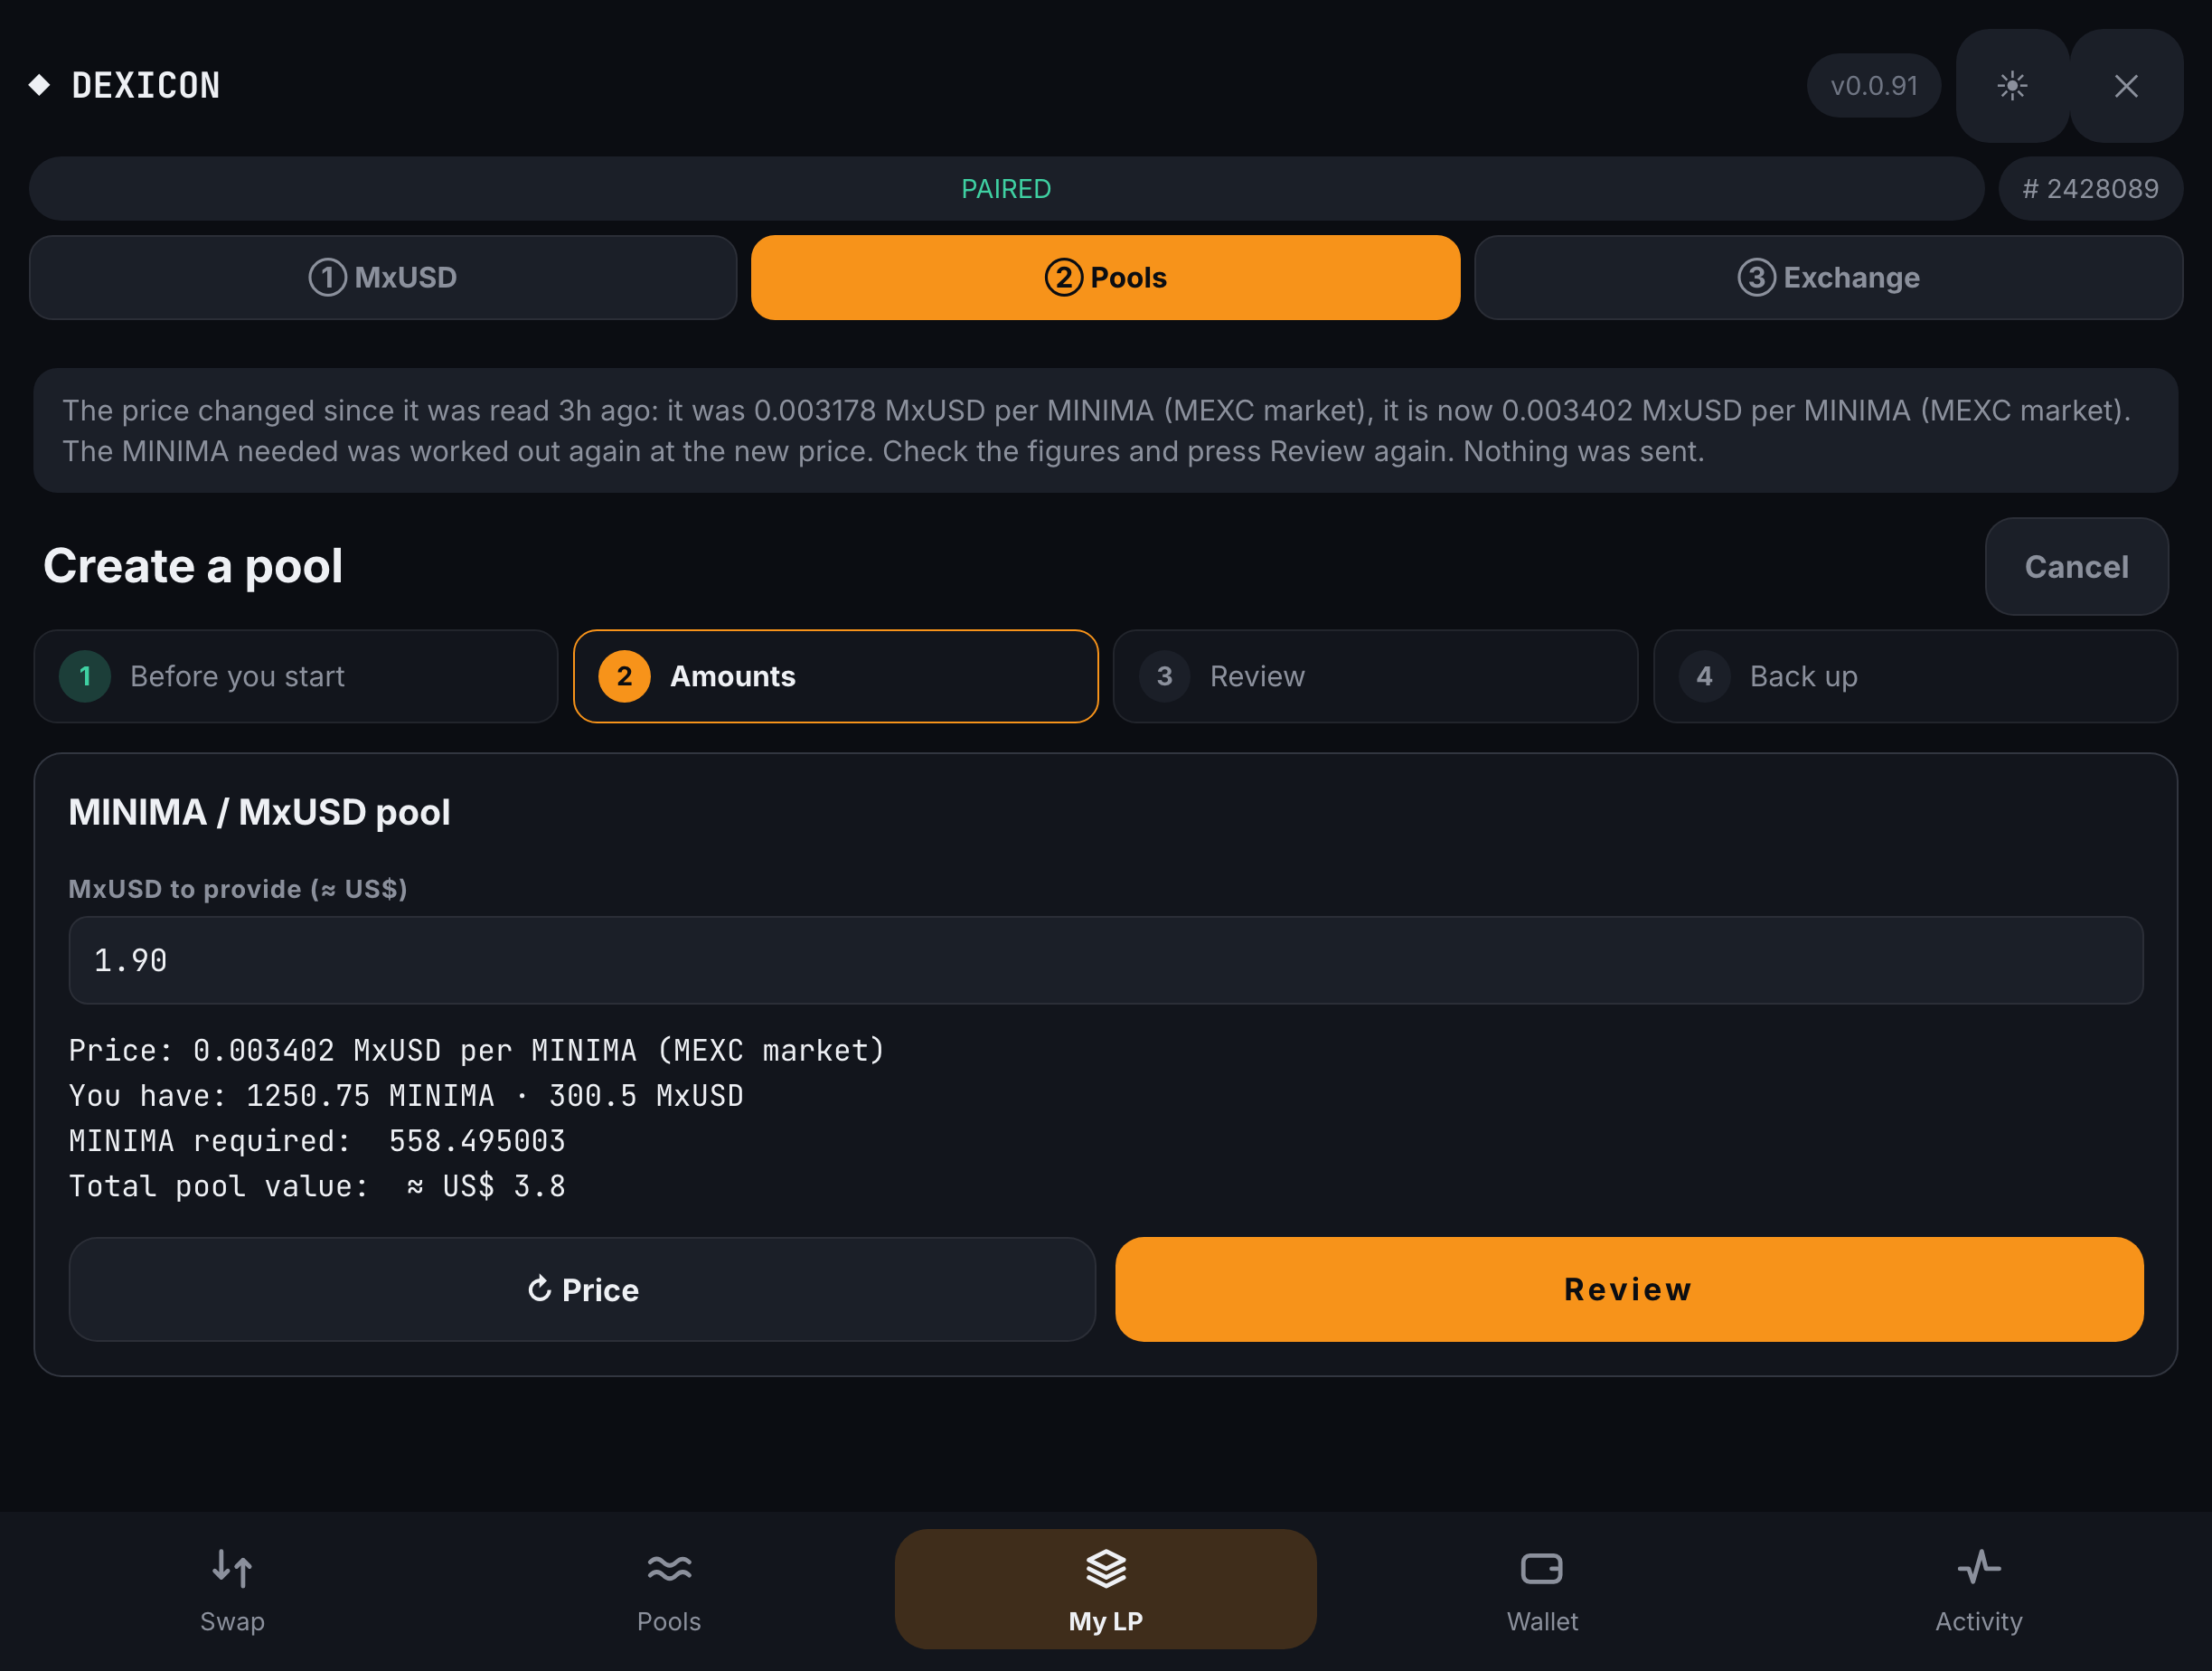 ◆ DEXICON
v0.0.91
PAIRED
# 2428089
① MxUSD
② Pools
③ Exchange
The price changed since it was read 3h ago: it was 0.003178 MxUSD per MINIMA (MEXC market), it is now 0.003402 MxUSD per MINIMA (MEXC market).
The MINIMA needed was worked out again at the new price. Check the figures and press Review again. Nothing was sent.
Create a pool
Cancel
1 Before you start
2 Amounts
3 Review
4 Back up
MINIMA / MxUSD pool
MxUSD to provide (≈ US$)
1.90
Price: 0.003402 MxUSD per MINIMA (MEXC market)
You have: 1250.75 MINIMA · 300.5 MxUSD
MINIMA required: 558.495003
Total pool value: ≈ US$ 3.8
↻ Price
Review
Swap
Pools
My LP
Wallet
Activity